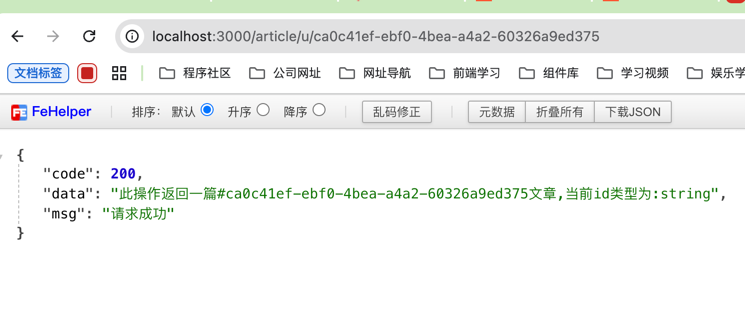 localhost:3000/article/u/ca0c41ef-ebf0-4bea-a4a2-60326a9ed375
文档标签 程序社区 公司网址 网址导航 前端学习 组件库 学习视频 娱乐学
FE FeHelper 排序: 默认 升序 降序 乱码修正 元数据 折叠所有 下载JSON
{
"code": 200,
"data": "此操作返回一篇#ca0c41ef-ebf0-4bea-a4a2-60326a9ed375文章,当前id类型为:string",
"msg": "请求成功"
}